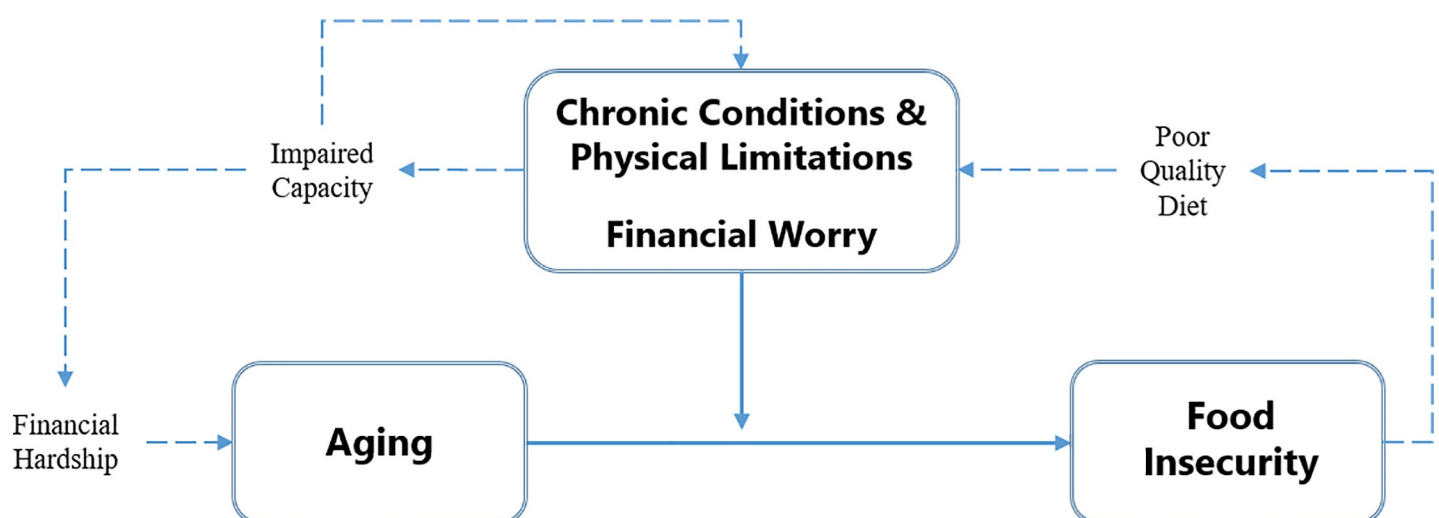 Chronic Conditions &
Physical Limitations
Financial Worry
Impaired
Capacity
Poor
Quality
Diet
Financial
Hardship
Aging
Food
Insecurity